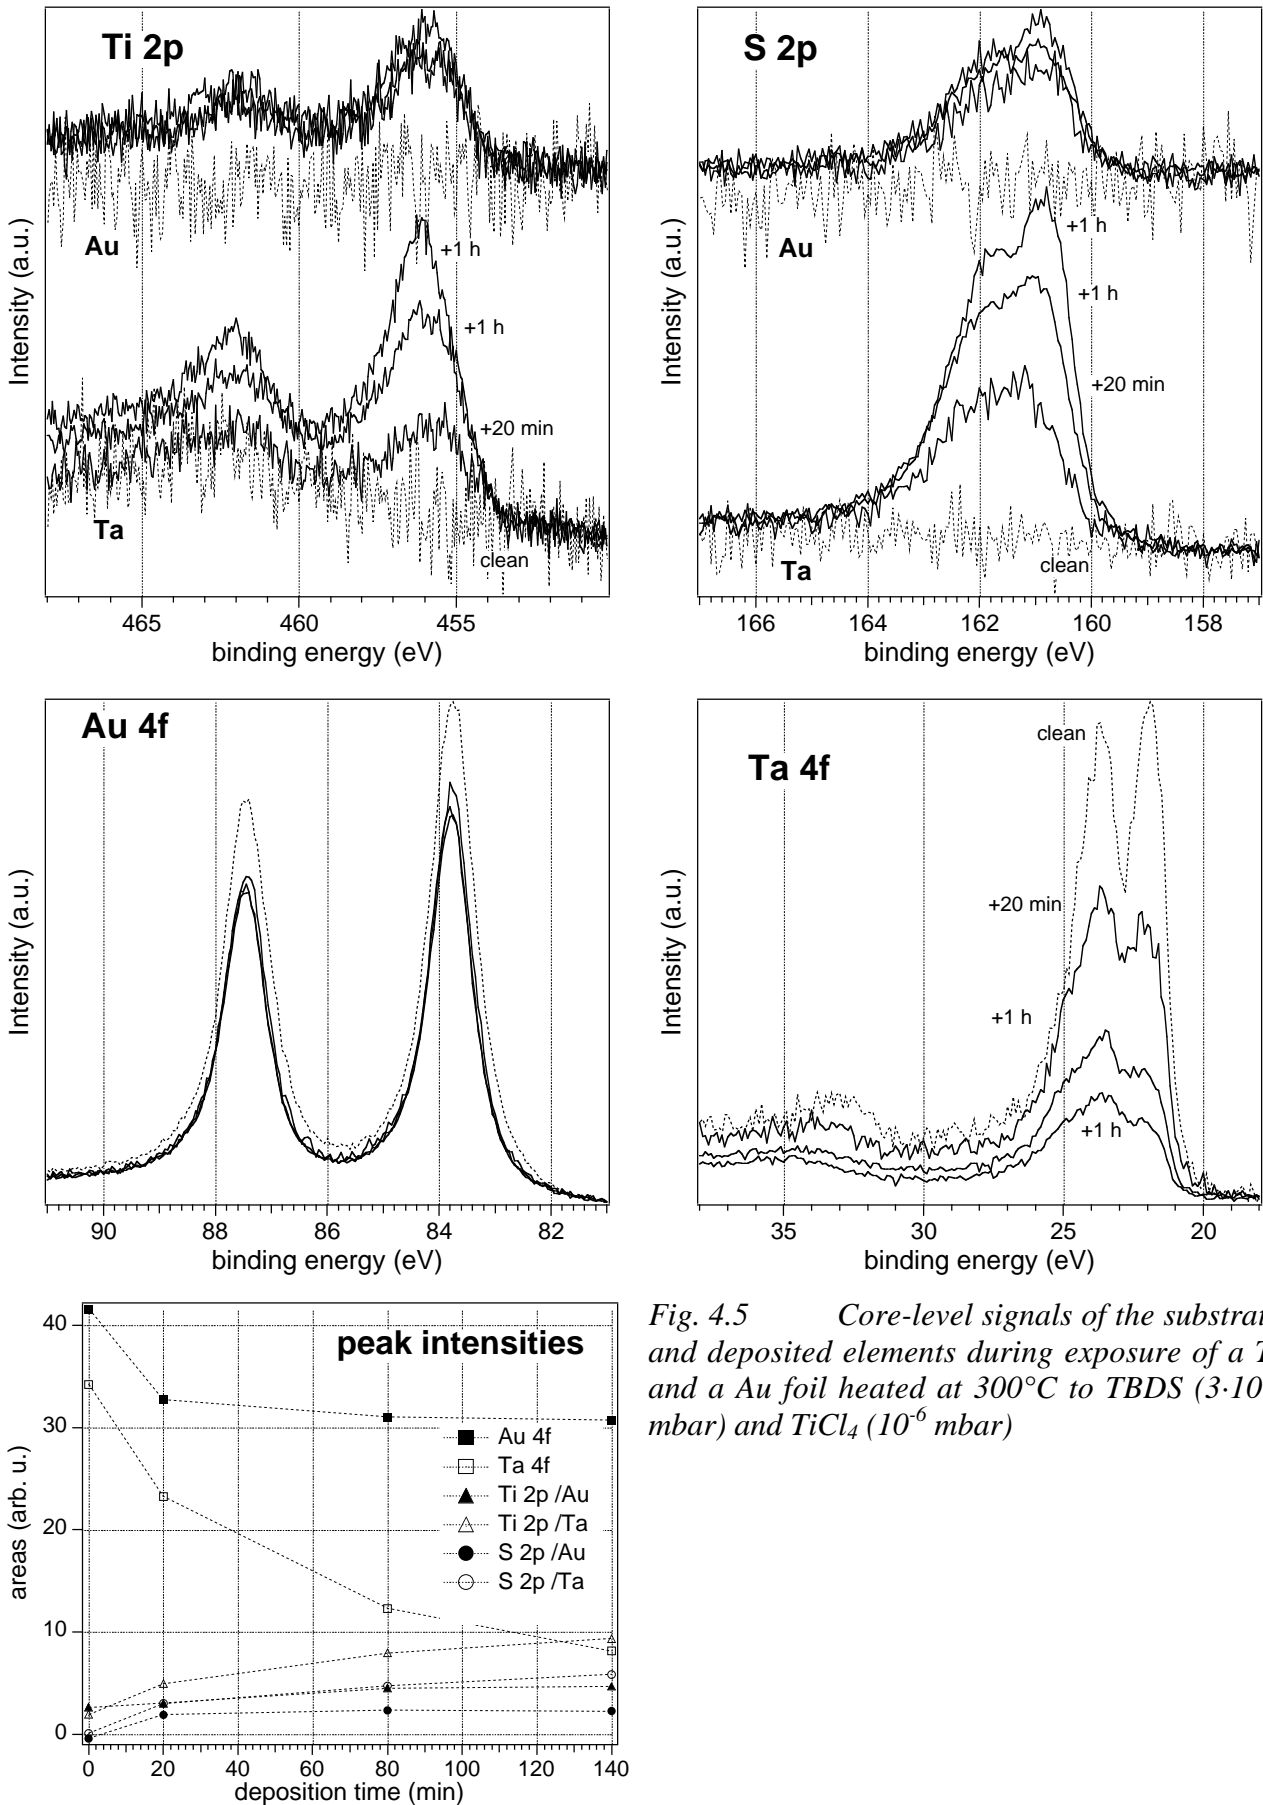 Ti 2p
Au
+1 h
+1 h
+20 min
Ta
clean
Intensity (a.u.)
465 460 455
binding energy (eV)
S 2p
Au
+1 h
+1 h
+20 min
Ta
clean
Intensity (a.u.)
166 164 162 160 158
binding energy (eV)
Au 4f
Intensity (a.u.)
90 88 86 84 82
binding energy (eV)
Ta 4f
clean
+20 min
+1 h
+1 h
Intensity (a.u.)
35 30 25 20
binding energy (eV)
peak intensities
40
30
20
10
0
areas (arb. u.)
Au 4f
Ta 4f
Ti 2p /Au
Ti 2p /Ta
S 2p /Au
S 2p /Ta
0 20 40 60 80 100 120 140
deposition time (min)
Fig. 4.5 Core-level signals of the
and deposited elements during exposure of a
and a Au foil heated at 300°C to TBDS (3·10
mbar) and TiCl4 (10-6 mbar)